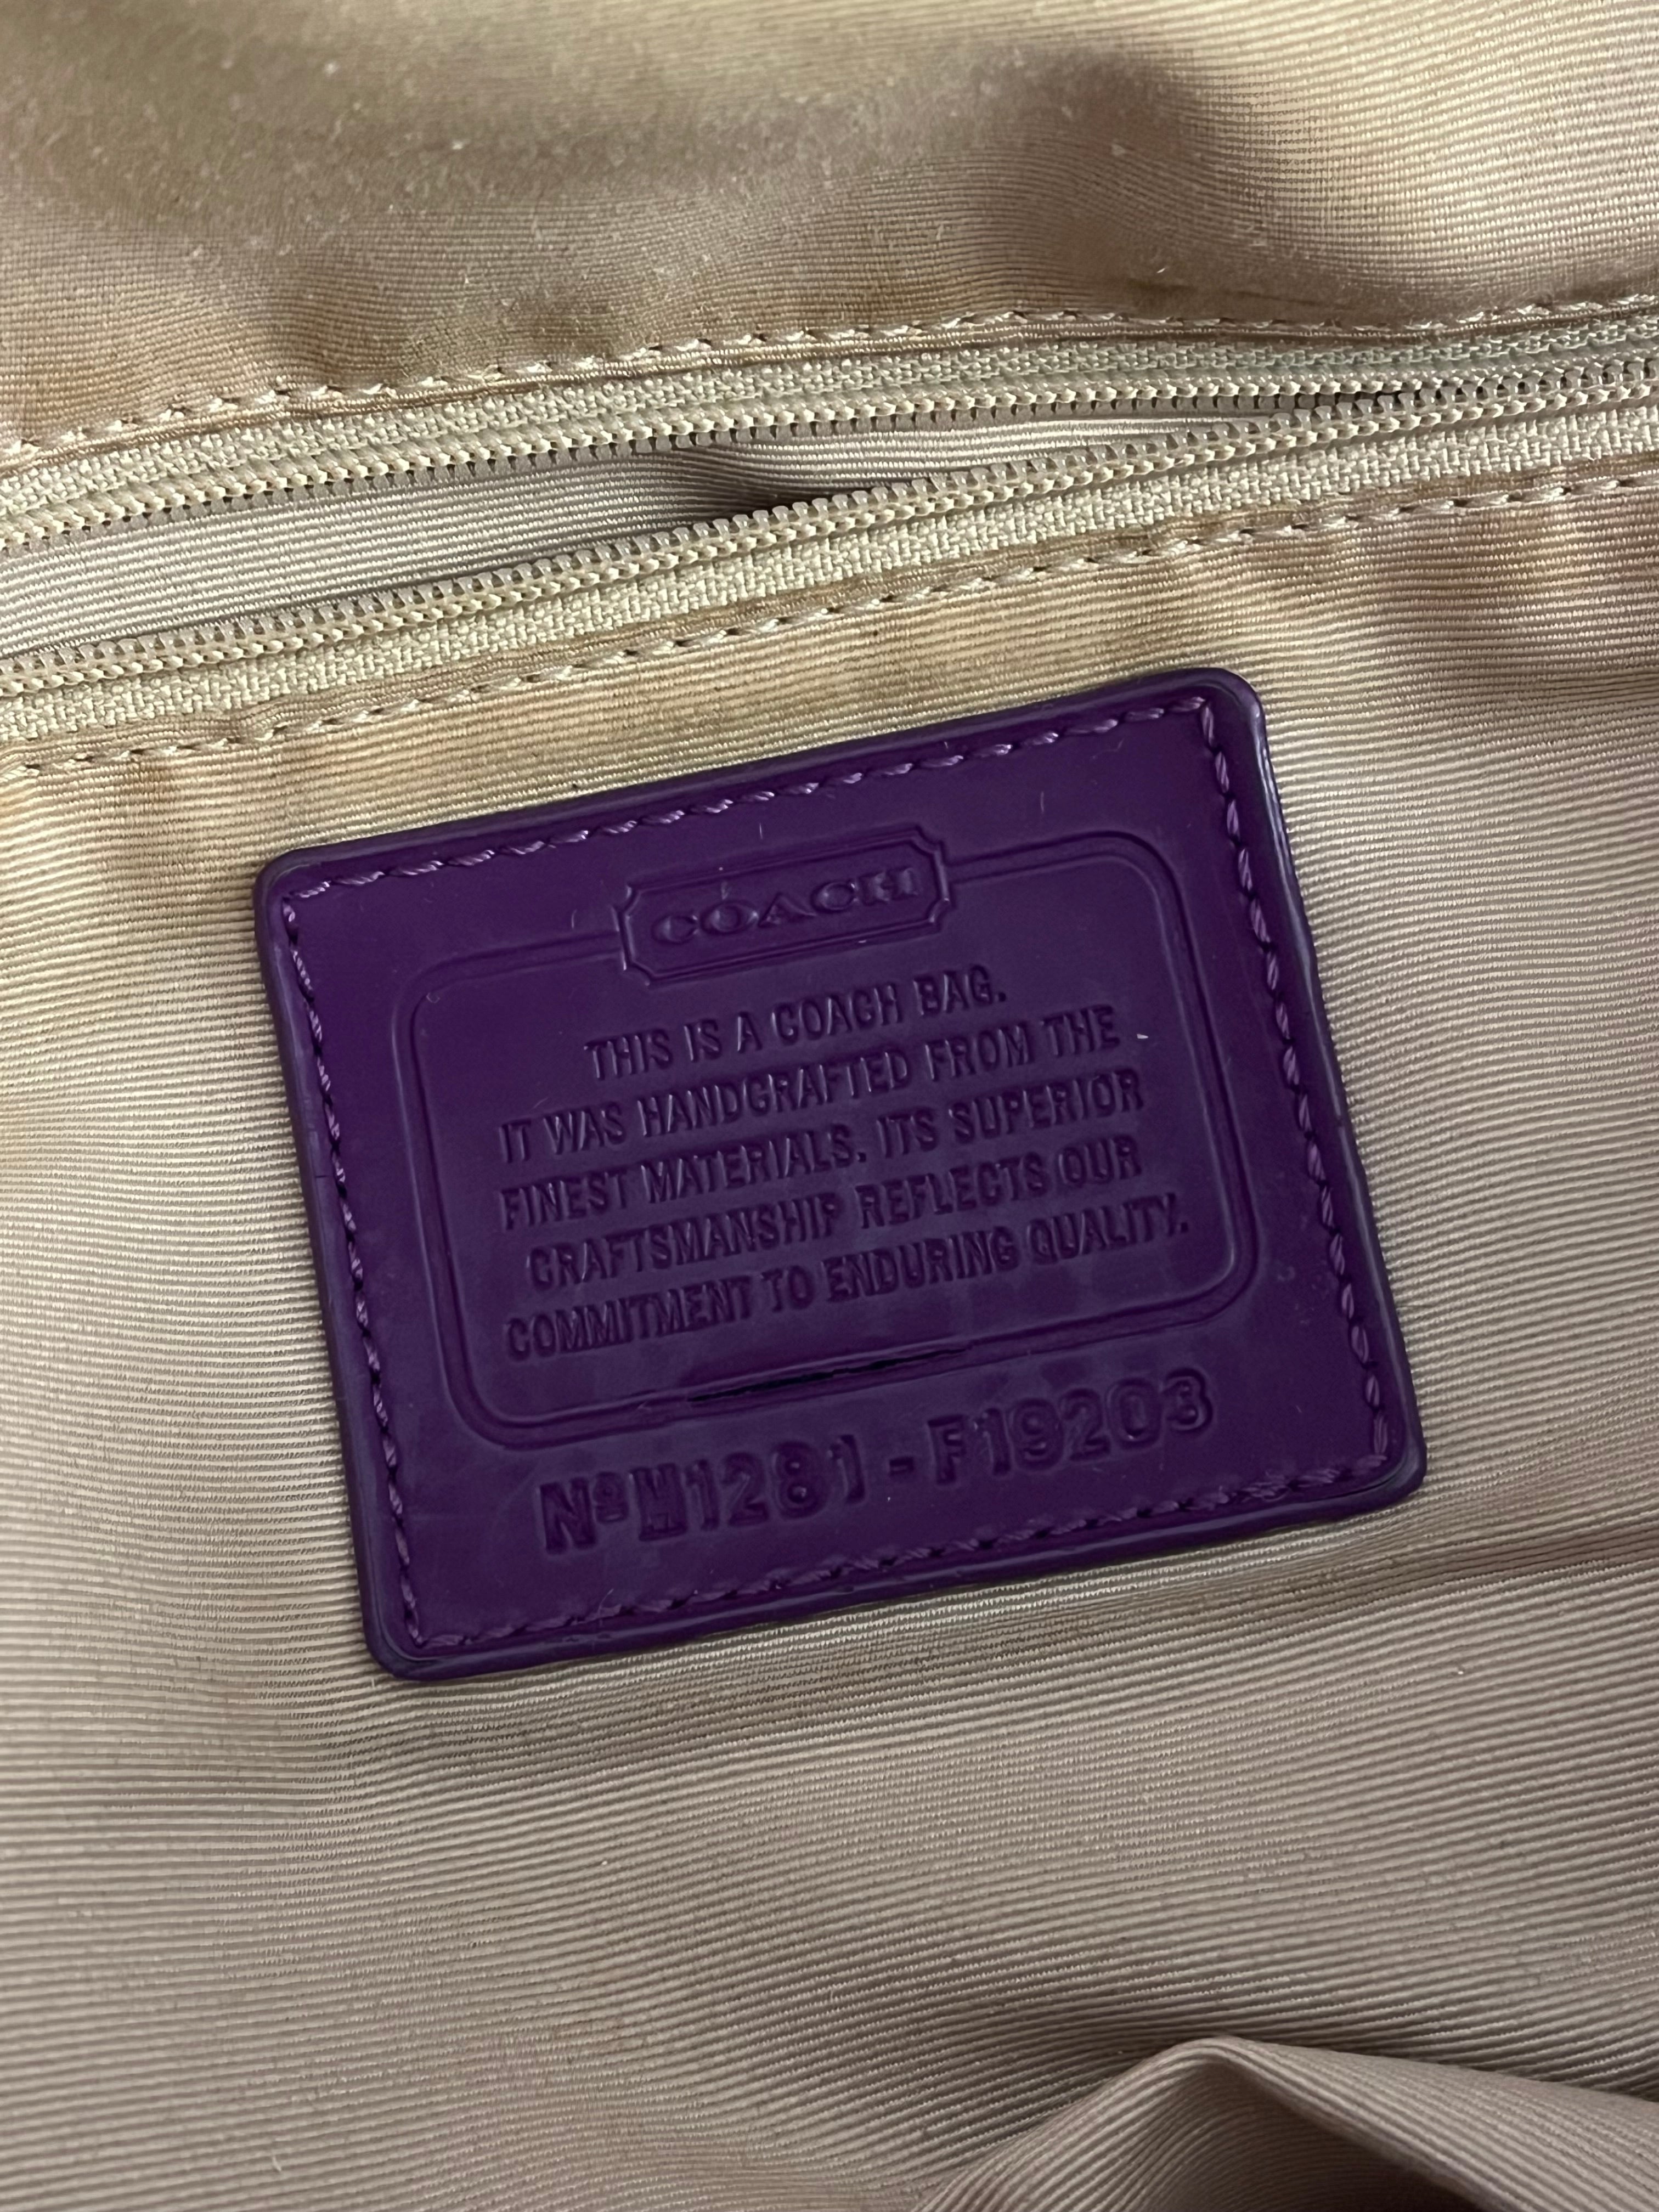 COACH
THIS IS A COACH BAG.
IT WAS HANDCRAFTED FROM THE
FINEST MATERIALS. ITS SUPERIOR
CRAFTSMANSHIP REFLECTS OUR
COMMITMENT TO ENDURING QUALITY.
Nº M1281-F19203